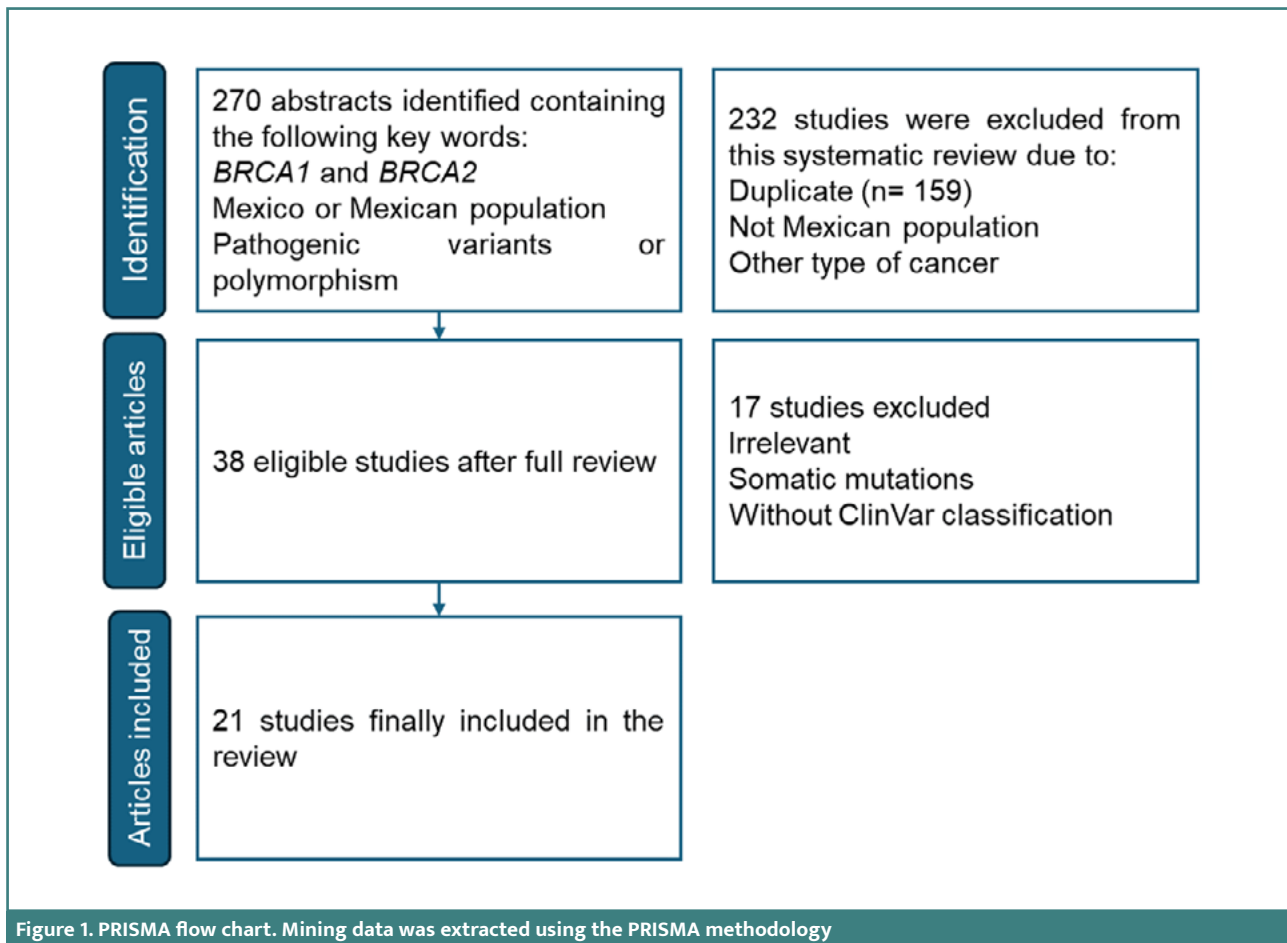 Identification
270 abstracts identified containing
the following key words:
BRCA1 and BRCA2
Mexico or Mexican population
Pathogenic variants or
polymorphism
232 studies were excluded from
this systematic review due to:
Duplicate (n= 159)
Not Mexican population
Other type of cancer
Eligible articles
38 eligible studies after full review
17 studies excluded
Irrelevant
Somatic mutations
Without ClinVar classification
Articles included
21 studies finally included in the
review
Figure 1. PRISMA flow chart. Mining data was extracted using the PRISMA methodology